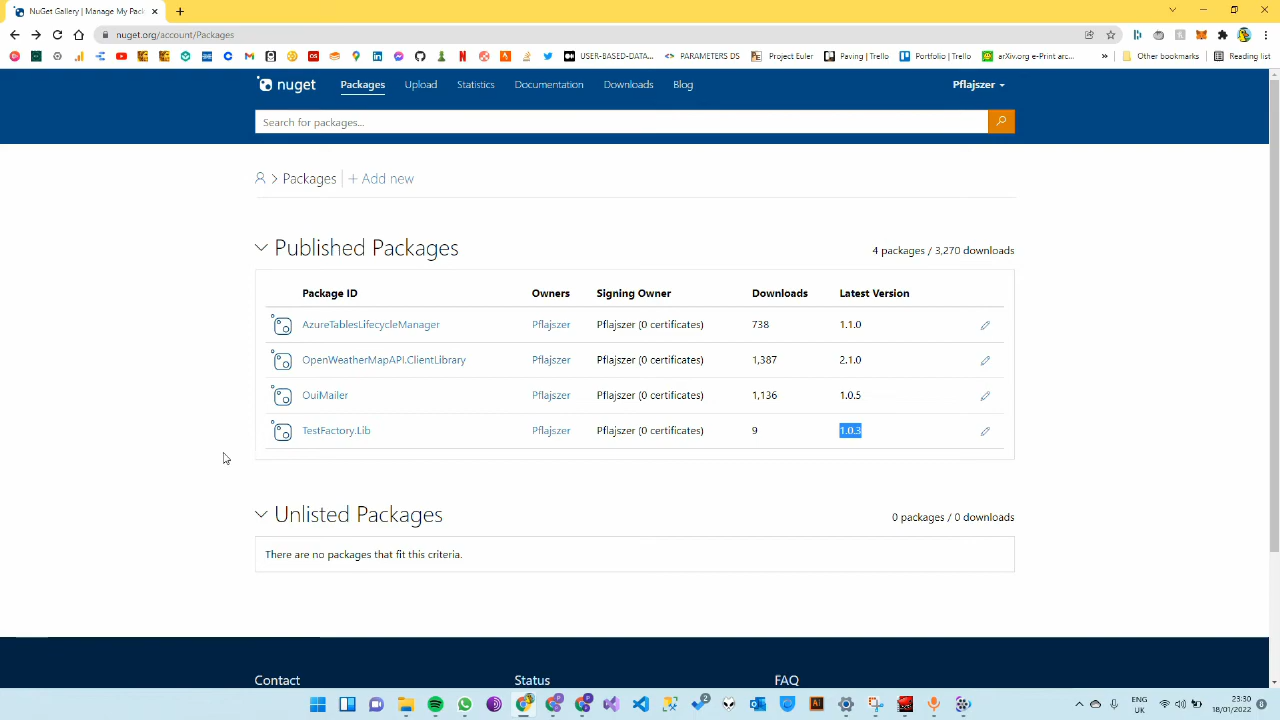 NuGet Gallery | Manage My Pack
nuget.org/account/Packages
USER-BASED-DATA...
PARAMETERS DS
Project Euler
Pawią | Trello
Portfolio | Trello
arXiv.org e-Print arc...
Other bookmarks
Reading list
nuget
Packages
Upload
Statistics
Documentation
Downloads
Blog
Pflajszer
Search for packages...
Packages
+ Add new
Published Packages
4 packages / 3,270 downloads
Package ID Owners Signing Owner Downloads Latest Version
AzureTablesLifecycleManager Pflajszer Pflajszer (0 certificates) 738 1.1.0
OpenWeatherMapAPI.ClientLibrary Pflajszer Pflajszer (0 certificates) 1,387 2.1.0
OuiMailer Pflajszer Pflajszer (0 certificates) 1,136 1.0.5
TestFactory.Lib Pflajszer Pflajszer (0 certificates) 9 1.0.3
Unlisted Packages
0 packages / 0 downloads
There are no packages that fit this criteria.
Contact
Status
FAQ
2
ENG
UK
23:30
18/01/2022